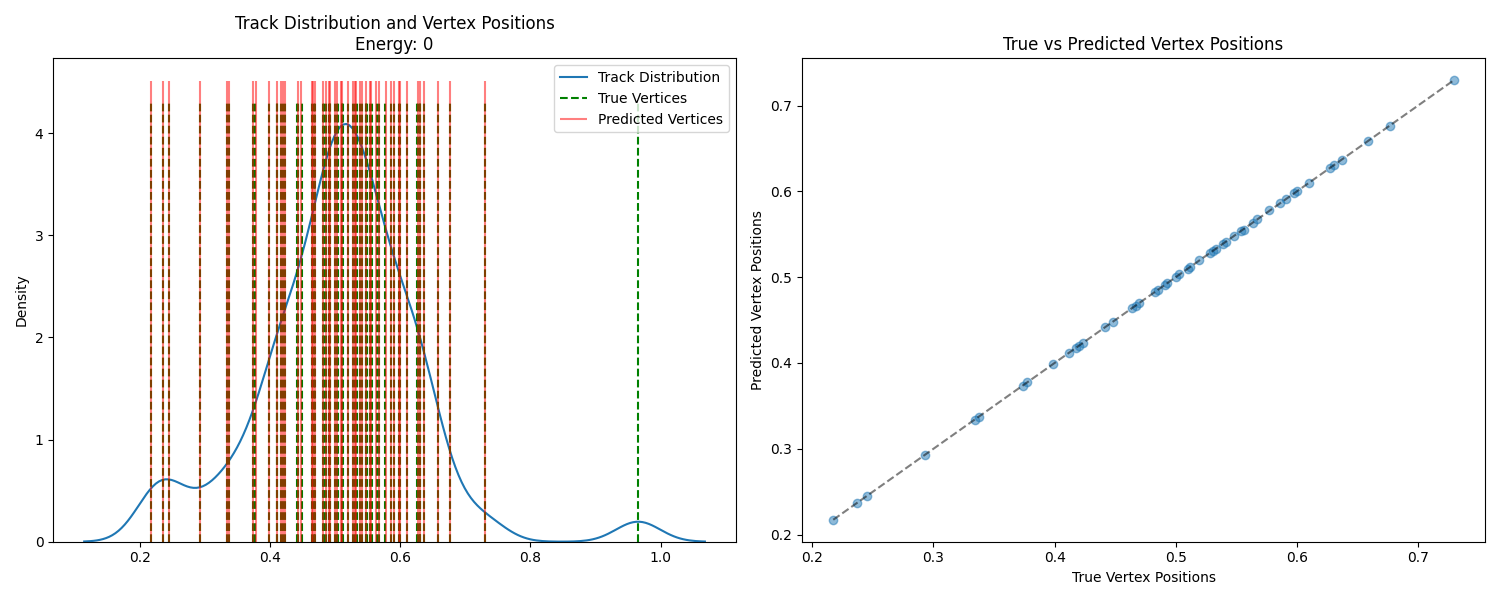 Track Distribution and Vertex Positions
Energy: 0
Track Distribution
True Vertices
Predicted Vertices
Density
4
3
2
1
0
0.2
0.4
0.6
0.8
1.0
True vs Predicted Vertex Positions
Predicted Vertex Positions
0.7
0.6
0.5
0.4
0.3
0.2
0.2
0.3
0.4
0.5
0.6
0.7
True Vertex Positions